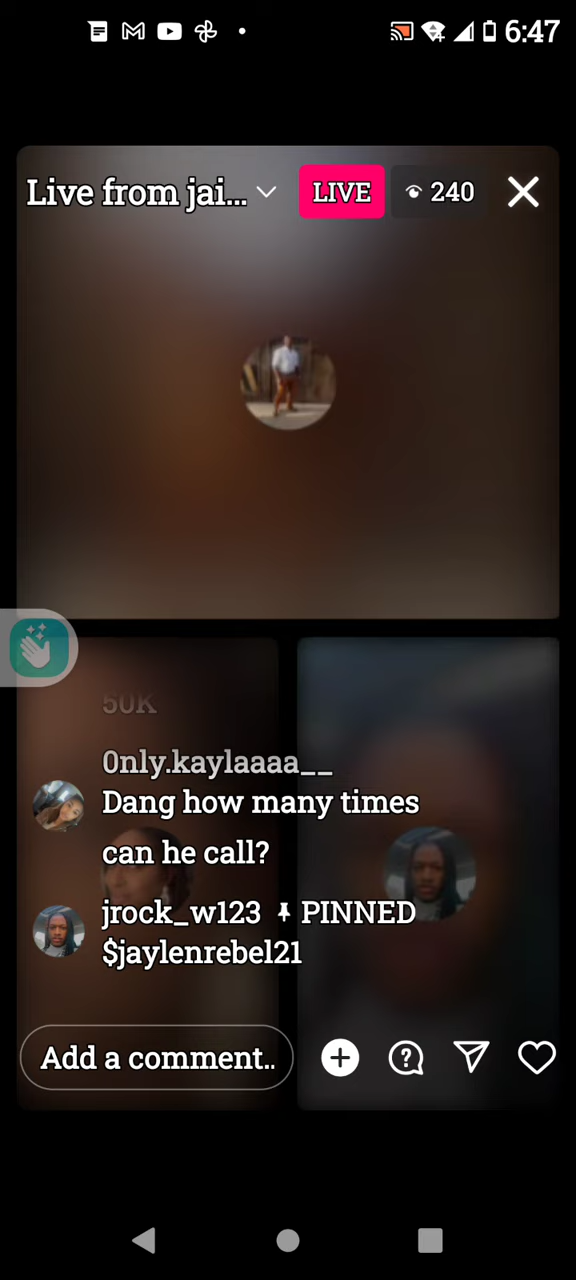 6:47
Live from jai...
LIVE
240
50K
0nly.kaylaaaa__
Dang how many times
can he call?
jrock_w123 PINNED
$jaylenrebel21
Add a comment..